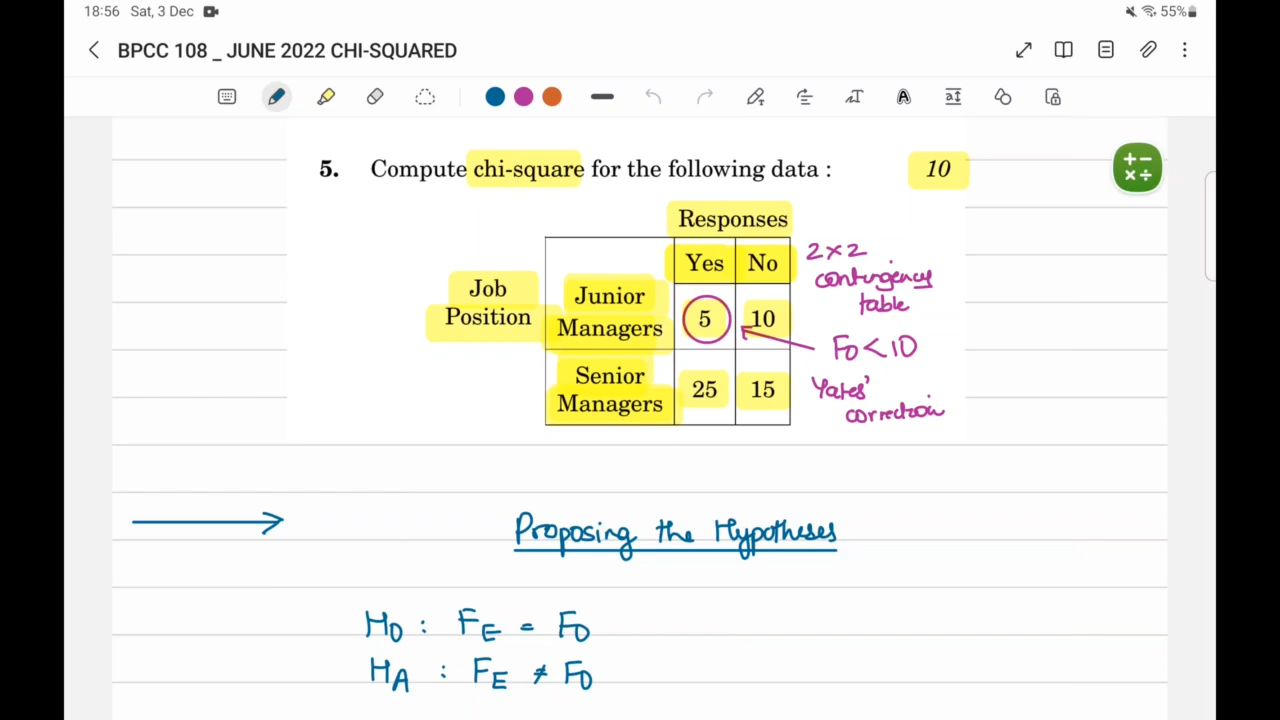 18:56 Sat, 3 Dec
55%
BPCC 108 _ JUNE 2022 CHI-SQUARED
5. Compute chi-square for the following data : 10
Responses
Yes No
Job Position
Junior Managers 5 10
Senior Managers 25 15
2×2
contingency
table
Fo < 10
Yates'
correction
Proposing the Hypotheses
H0 : FE = FO
HA : FE ≠ FO